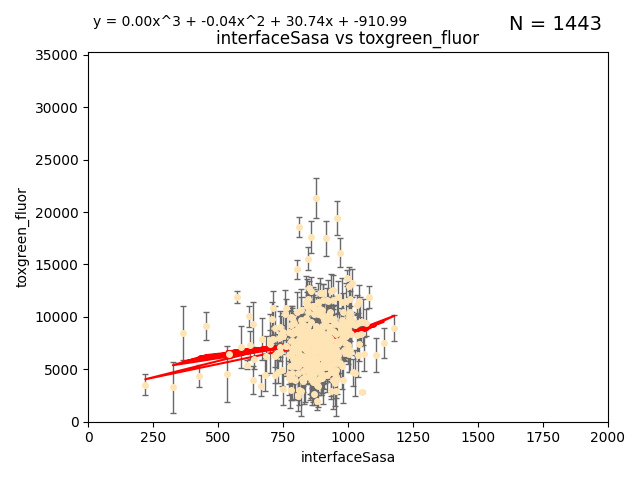 y = 0.00x^3 + -0.04x^2 + 30.74x + -910.99
N = 1443
interfaceSasa vs toxgreen_fluor
35000
30000
25000
20000
15000
10000
5000
0
toxgreen_fluor
0 250 500 750 1000 1250 1500 1750 2000
interfaceSasa